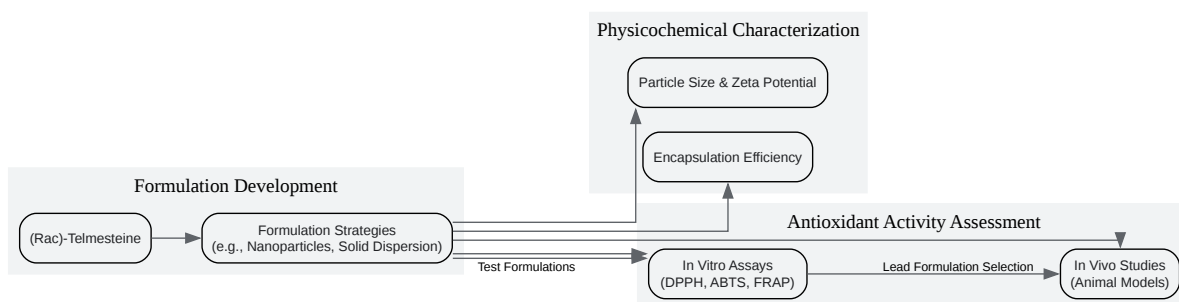 Physicochemical Characterization
Particle Size & Zeta Potential
Encapsulation Efficiency
Formulation Development
(Rac)-Telmesteine
Formulation Strategies
(e.g., Nanoparticles, Solid Dispersion)
Test Formulations
Antioxidant Activity Assessment
In Vitro Assays
(DPPH, ABTS, FRAP)
Lead Formulation Selection
In Vivo Studies
(Animal Models)